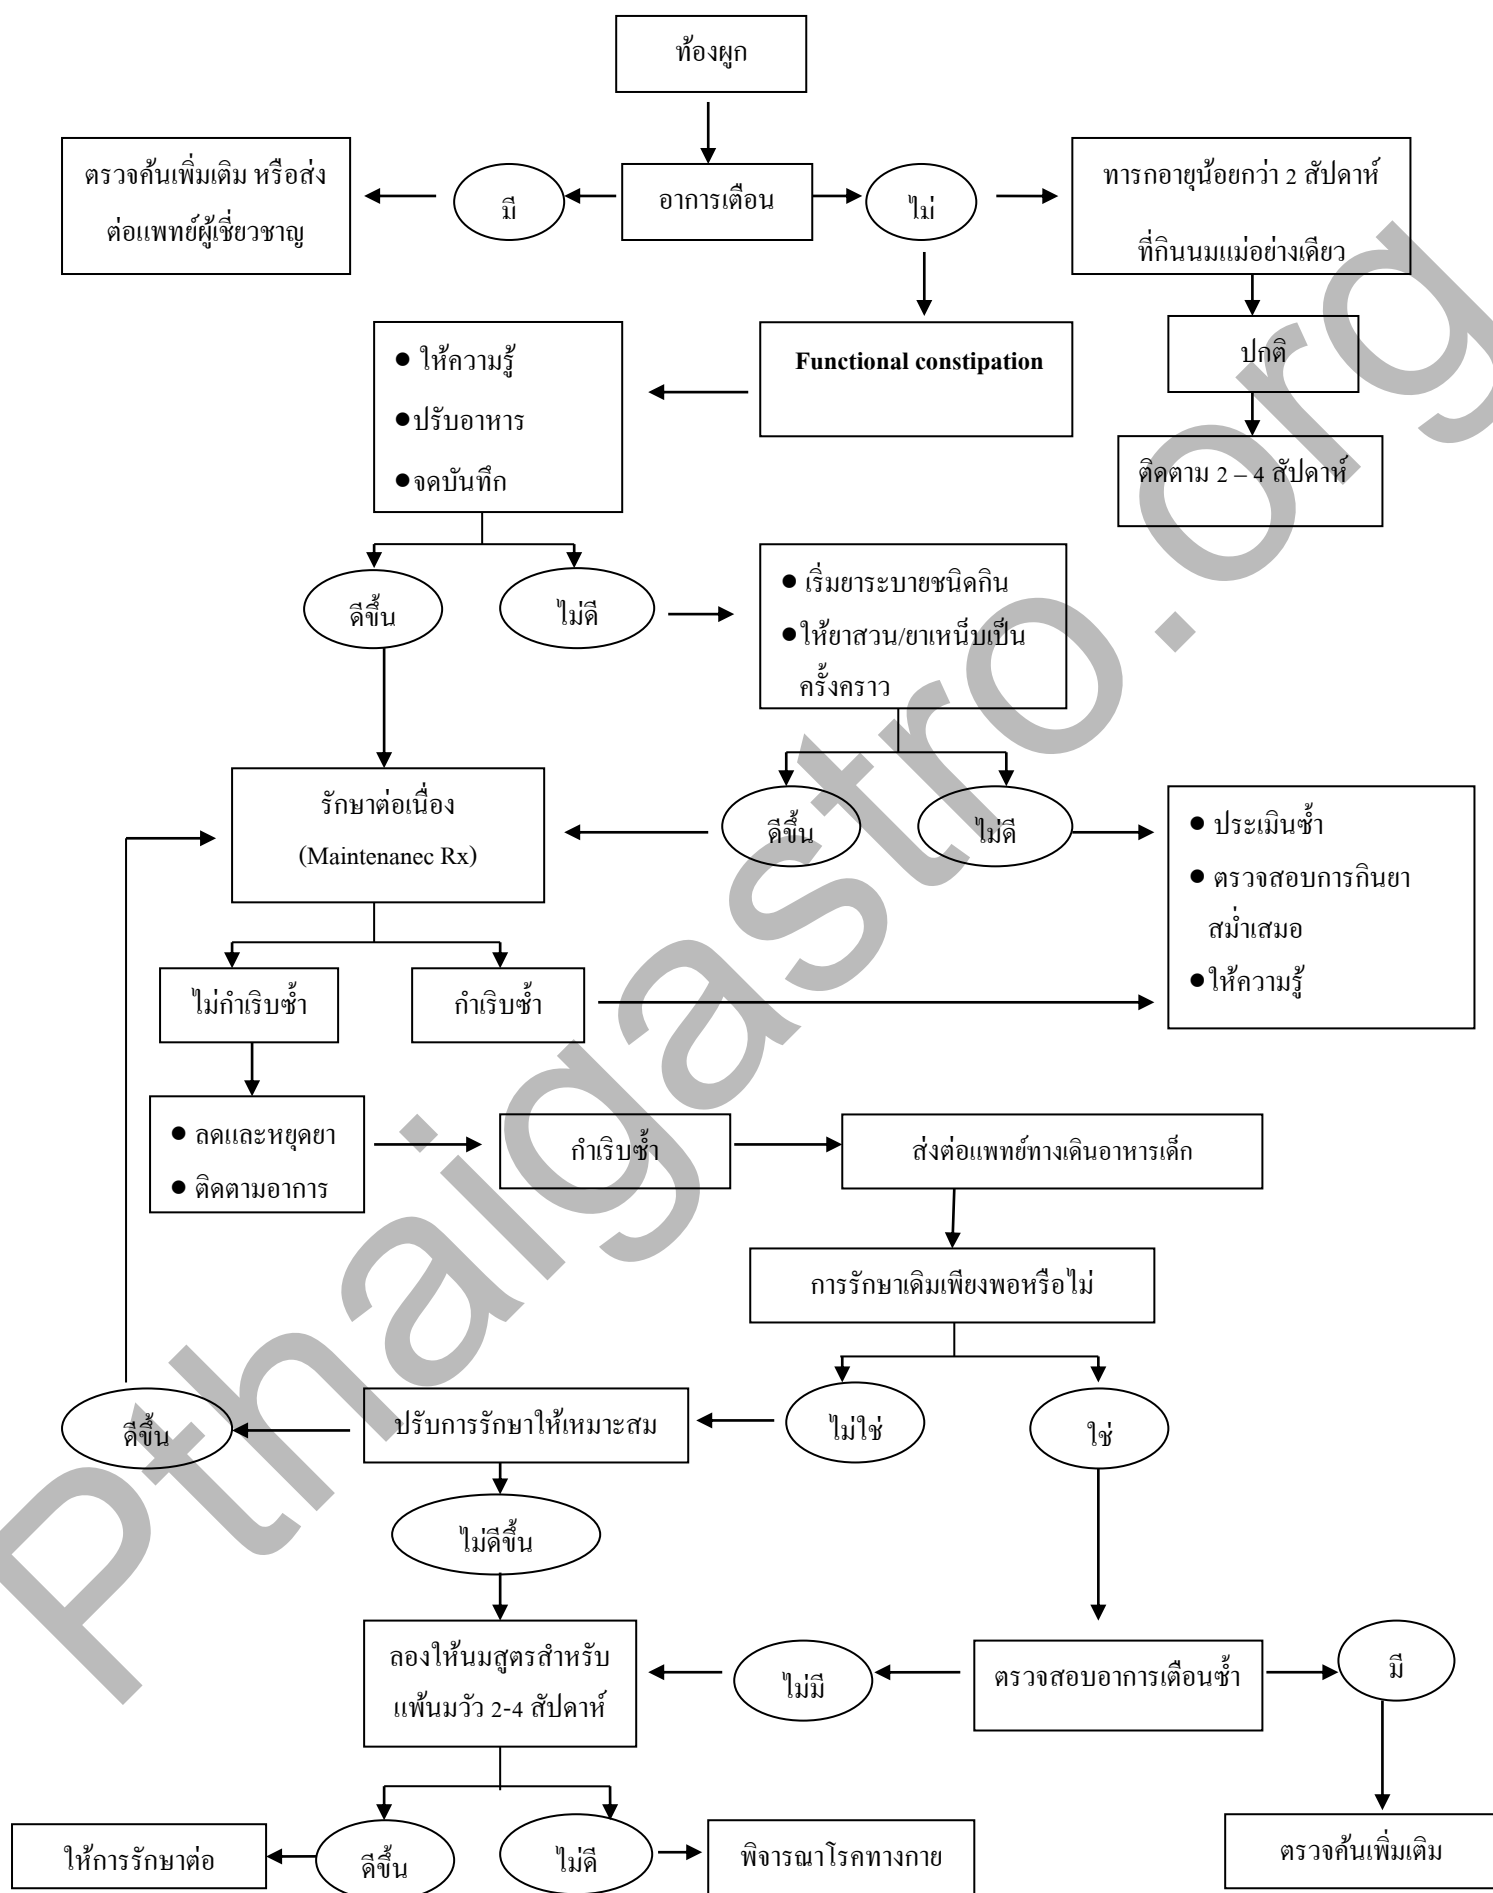 ท้องผูก
ตรวจค้นเพิ่มเติม หรือส่ง
ต่อแพทย์ผู้เชี่ยวชาญ
มี
อาการเตือน
ไม่
ทารกอายุน้อยกว่า 2 สัปดาห์
ที่กินนมแม่อย่างเดียว
● ให้ความรู้
● ปรับอาหาร
● จดบันทึก
Functional constipation
ปกติ
ติดตาม 2 – 4 สัปดาห์
ดีขึ้น
ไม่ดี
● เริ่มยาระบายชนิดกิน
● ให้ยาสวน/ยาเหน็บเป็น
ครั้งคราว
รักษาต่อเนื่อง
(Maintenanec Rx)
ดีขึ้น
ไม่ดี
● ประเมินซ้ำ
● ตรวจสอบการกินยา
สม่ำเสมอ
● ให้ความรู้
ไม่กำเริบซ้ำ
กำเริบซ้ำ
● ลดและหยุดยา
● ติดตามอาการ
กำเริบซ้ำ
ส่งต่อแพทย์ทางเดินอาหารเด็ก
การรักษาเดิมเพียงพอหรือไม่
ดีขึ้น
ปรับการรักษาให้เหมาะสม
ไม่ใช่
ใช่
ไม่ดีขึ้น
ลองให้นมสูตรสำหรับ
แพ้นมวัว 2-4 สัปดาห์
ไม่มี
ตรวจสอบอาการเตือนซ้ำ
มี
ให้การรักษาต่อ
ดีขึ้น
ไม่ดี
พิจารณาโรคทางกาย
ตรวจค้นเพิ่มเติม
Pthaigastro.org